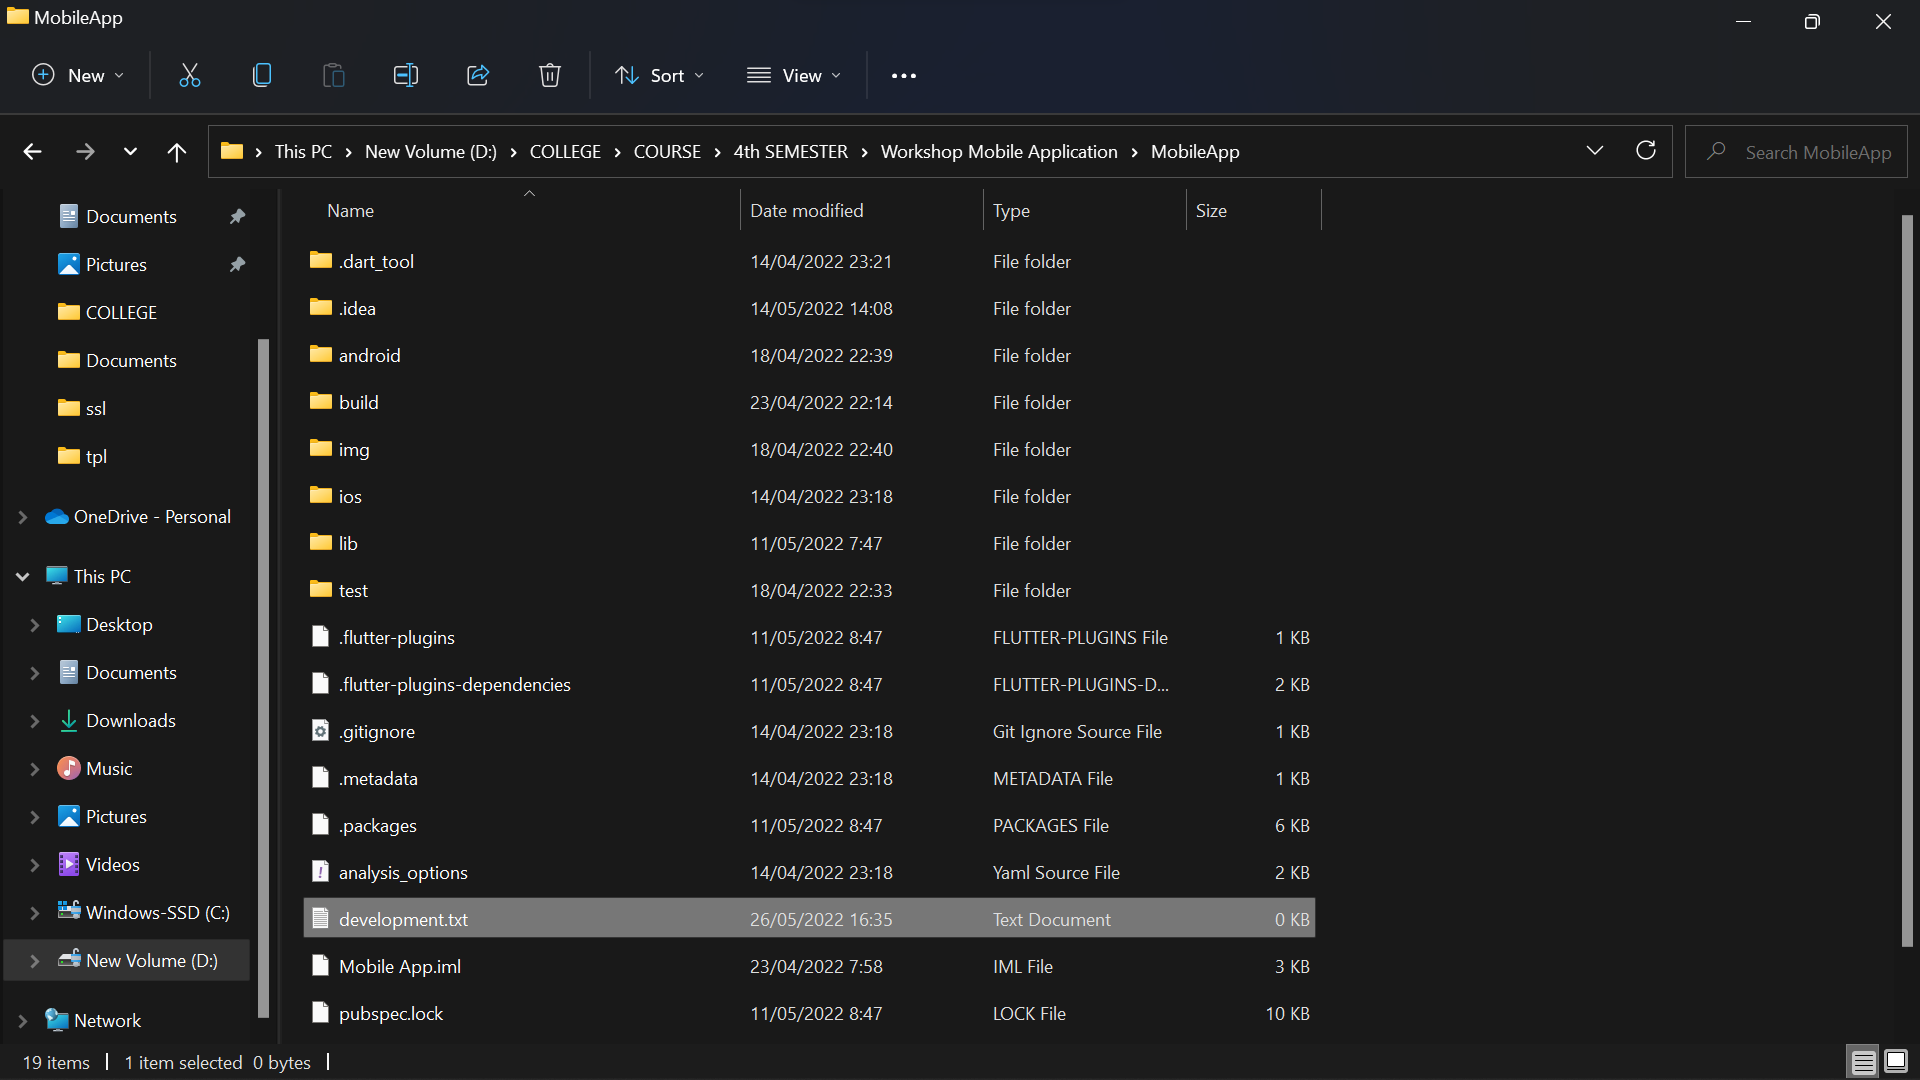 MobileApp
New
Sort
View
This PC > New Volume (D:) > COLLEGE > COURSE > 4th SEMESTER > Workshop Mobile Application > MobileApp
Search MobileApp
Documents
Pictures
COLLEGE
Documents
ssl
tpl
OneDrive - Personal
This PC
Desktop
Documents
Downloads
Music
Pictures
Videos
Windows-SSD (C:)
New Volume (D:)
Network
Name Date modified Type Size
.dart_tool 14/04/2022 23:21 File folder
.idea 14/05/2022 14:08 File folder
android 18/04/2022 22:39 File folder
build 23/04/2022 22:14 File folder
img 18/04/2022 22:40 File folder
ios 14/04/2022 23:18 File folder
lib 11/05/2022 7:47 File folder
test 18/04/2022 22:33 File folder
.flutter-plugins 11/05/2022 8:47 FLUTTER-PLUGINS File 1 KB
.flutter-plugins-dependencies 11/05/2022 8:47 FLUTTER-PLUGINS-D... 2 KB
.gitignore 14/04/2022 23:18 Git Ignore Source File 1 KB
.metadata 14/04/2022 23:18 METADATA File 1 KB
.packages 11/05/2022 8:47 PACKAGES File 6 KB
analysis_options 14/04/2022 23:18 Yaml Source File 2 KB
development.txt 26/05/2022 16:35 Text Document 0 KB
Mobile App.iml 23/04/2022 7:58 IML File 3 KB
pubspec.lock 11/05/2022 8:47 LOCK File 10 KB
19 items | 1 item selected 0 bytes |